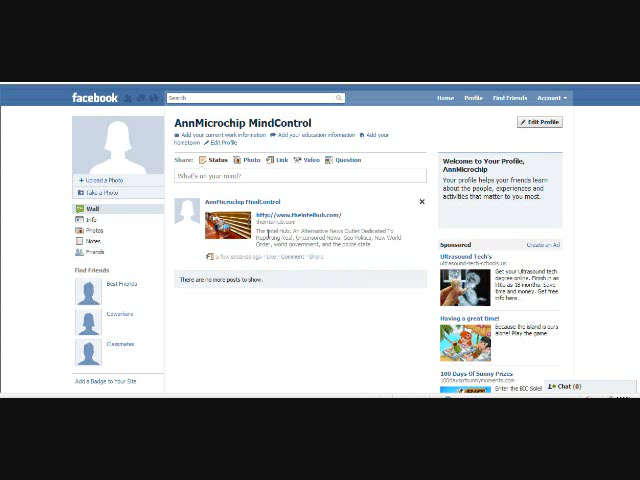 facebook
Search
Home Profile Find Friends Account
AnnMicrochip MindControl
Edit Profile
Add your current work information Add your education information Add your
hometown Edit Profile
Share: Status Photo Link Video Question
What's on your mind?
Upload a Photo
Take a Photo
Wall
Info
Photos
Notes
Friends
Find Friends
Best Friends
Coworkers
Classmates
Add a Badge to Your Site
AnnMicrochip MindControl
http://www.theintelhub.com/
theintelhub.com
The Intel Hub: An Alternative News Outlet Dedicated To
Reporting Real, Uncensored News. Geo Politics, New World
Order, world government, and the police state
a few seconds ago · Like · Comment · Share
There are no more posts to show.
Welcome to Your Profile,
AnnMicrochip
Your profile helps your friends learn
about the people, experiences and
activities that matter to you most.
Sponsored Create an Ad
Ultrasound Tech's
ultrasound-tech-schools.us
Get your Ultrasound tech
degree online. Finish in as
little as 18 months. Save
time and money. Get free
info here...
Having a great time!
Because the island is ours
alone! Play the game!
100 Days Of Sunny Prizes
100daysofsunnymoments.com
Enter the BIC Soleil
Chat (0)